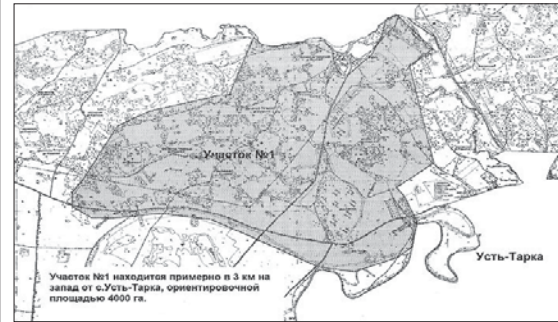 Участок №1
Усть-Тарка
Участок №1 находится примерно в 3 км на
запад от с.Усть-Тарка, ориентировочной
площадью 4000 га.